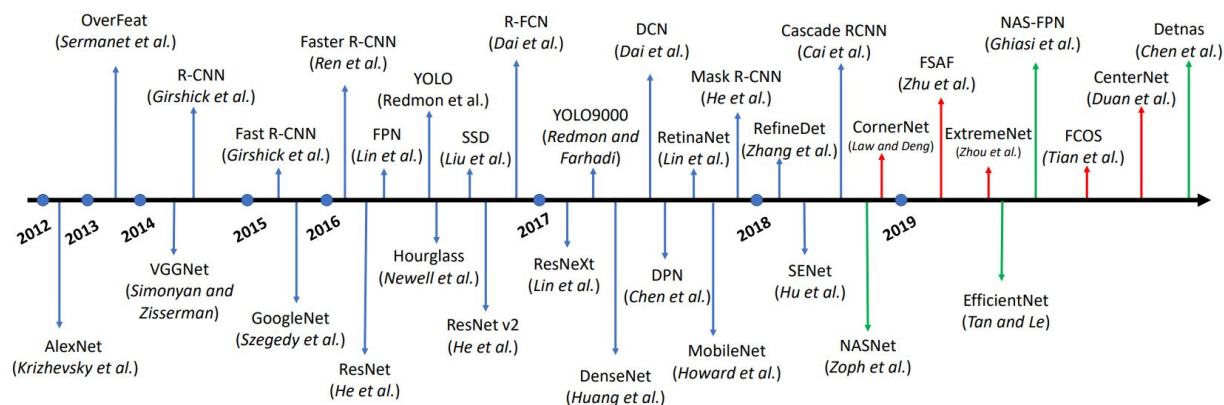 OverFeat
(Sermanet et al.)
R-CNN
(Girshick et al.)
Fast R-CNN
(Girshick et al.)
Faster R-CNN
(Ren et al.)
FPN
(Lin et al.)
YOLO
(Redmon et al.)
SSD
(Liu et al.)
R-FCN
(Dai et al.)
YOLO9000
(Redmon and
Farhadi)
DCN
(Dai et al.)
RetinaNet
(Lin et al.)
Mask R-CNN
(He et al.)
RefineDet
(Zhang et al.)
Cascade RCNN
(Cai et al.)
CornerNet
(Law and Deng)
FSAF
(Zhu et al.)
ExtremeNet
(Zhou et al.)
NAS-FPN
(Ghiasi et al.)
FCOS
(Tian et al.)
CenterNet
(Duan et al.)
Detnas
(Chen et al.)
2012
2013
2014
2015
2016
2017
2018
2019
AlexNet
(Krizhevsky et al.)
VGGNet
(Simonyan and
Zisserman)
GoogleNet
(Szegedy et al.)
ResNet
(He et al.)
Hourglass
(Newell et al.)
ResNet v2
(He et al.)
ResNeXt
(Lin et al.)
DenseNet
(Huang et al.)
DPN
(Chen et al.)
MobileNet
(Howard et al.)
SENet
(Hu et al.)
NASNet
(Zoph et al.)
EfficientNet
(Tan and Le)